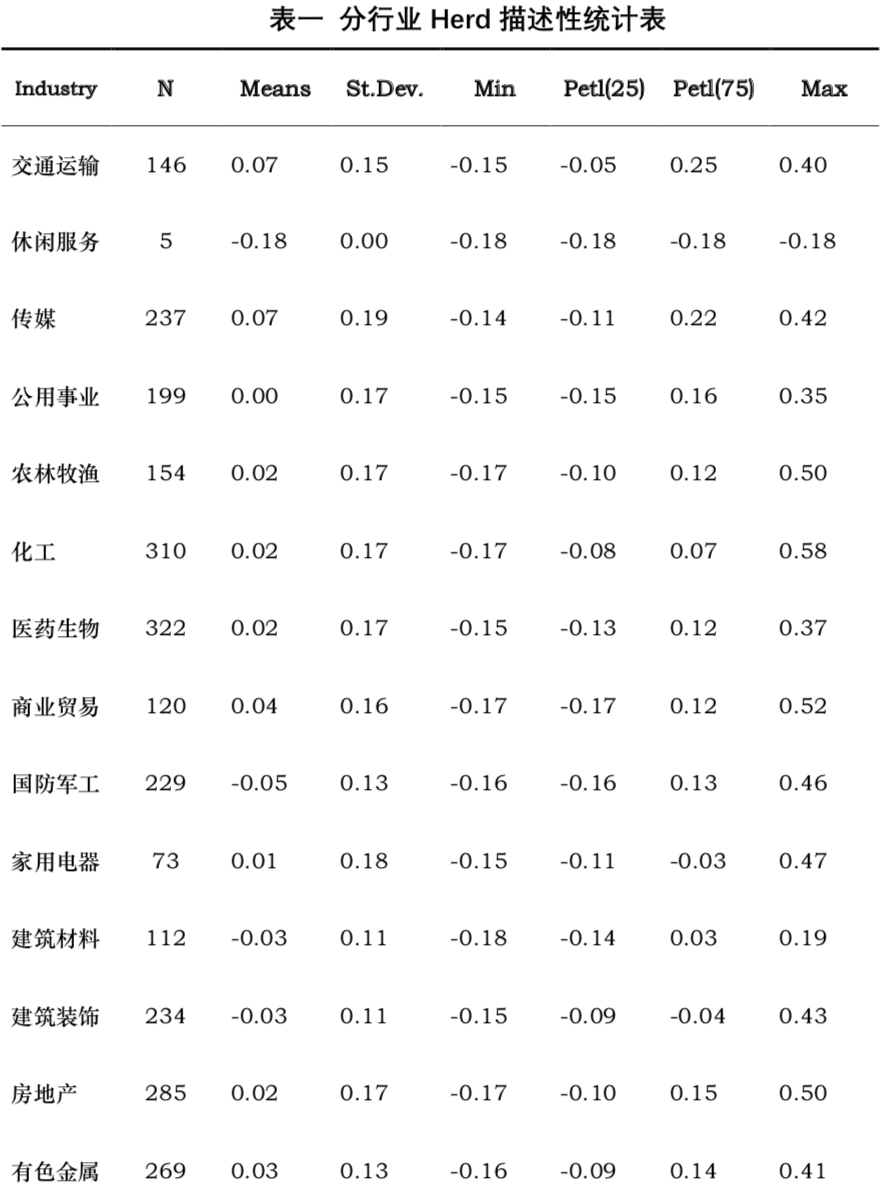 表一 分行业 Herd 描述性统计表
Industry N Means St.Dev. Min Petl(25) Petl(75) Max
交通运输 146 0.07 0.15 -0.15 -0.05 0.25 0.40
休闲服务 5 -0.18 0.00 -0.18 -0.18 -0.18 -0.18
传媒 237 0.07 0.19 -0.14 -0.11 0.22 0.42
公用事业 199 0.00 0.17 -0.15 -0.15 0.16 0.35
农林牧渔 154 0.02 0.17 -0.17 -0.10 0.12 0.50
化工 310 0.02 0.17 -0.17 -0.08 0.07 0.58
医药生物 322 0.02 0.17 -0.15 -0.13 0.12 0.37
商业贸易 120 0.04 0.16 -0.17 -0.17 0.12 0.52
国防军工 229 -0.05 0.13 -0.16 -0.16 0.13 0.46
家用电器 73 0.01 0.18 -0.15 -0.11 -0.03 0.47
建筑材料 112 -0.03 0.11 -0.18 -0.14 0.03 0.19
建筑装饰 234 -0.03 0.11 -0.15 -0.09 -0.04 0.43
房地产 285 0.02 0.17 -0.17 -0.10 0.15 0.50
有色金属 269 0.03 0.13 -0.16 -0.09 0.14 0.41